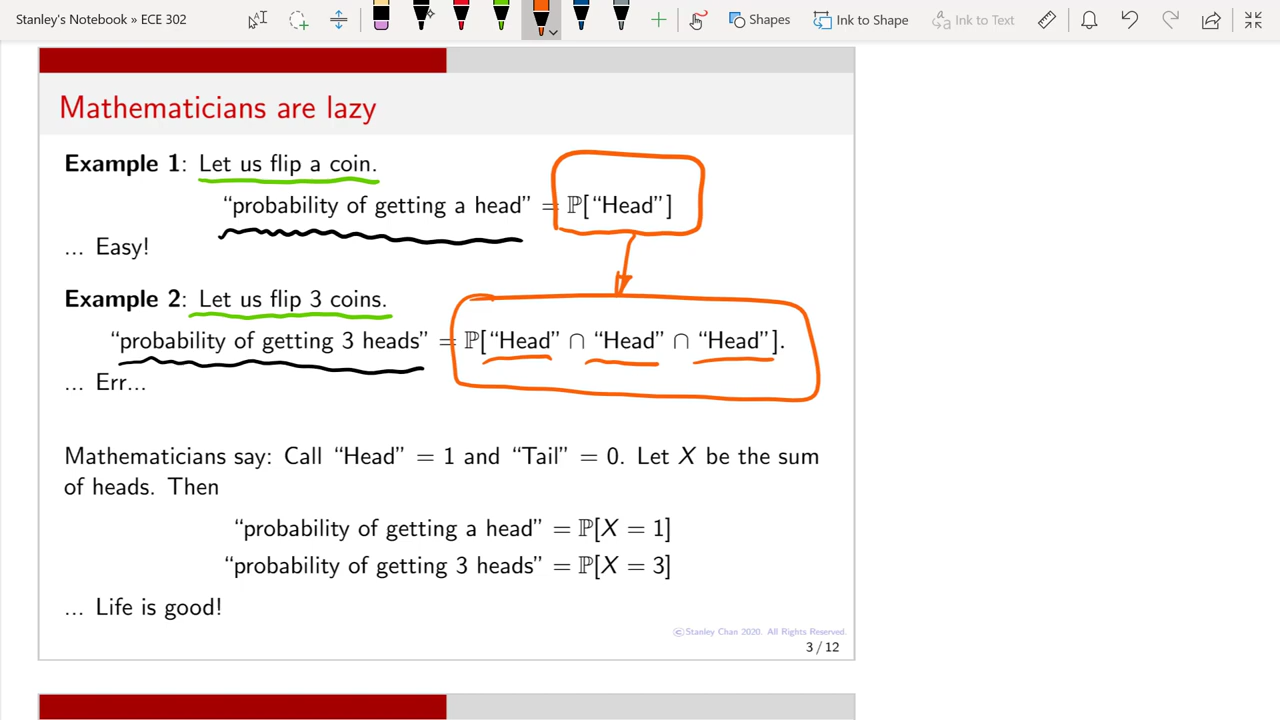 Stanley's Notebook » ECE 302
Shapes
Ink to Shape
Ink to Text
Mathematicians are lazy
Example 1: Let us flip a coin.
“probability of getting a head” = ℙ[“Head”]
... Easy!
Example 2: Let us flip 3 coins.
“probability of getting 3 heads” = ℙ[“Head” ∩ “Head” ∩ “Head”].
... Err...
Mathematicians say: Call “Head” = 1 and “Tail” = 0. Let X be the sum
of heads. Then
“probability of getting a head” = ℙ[X = 1]
“probability of getting 3 heads” = ℙ[X = 3]
... Life is good!
©Stanley Chan 2020. All Rights Reserved.
3 / 12